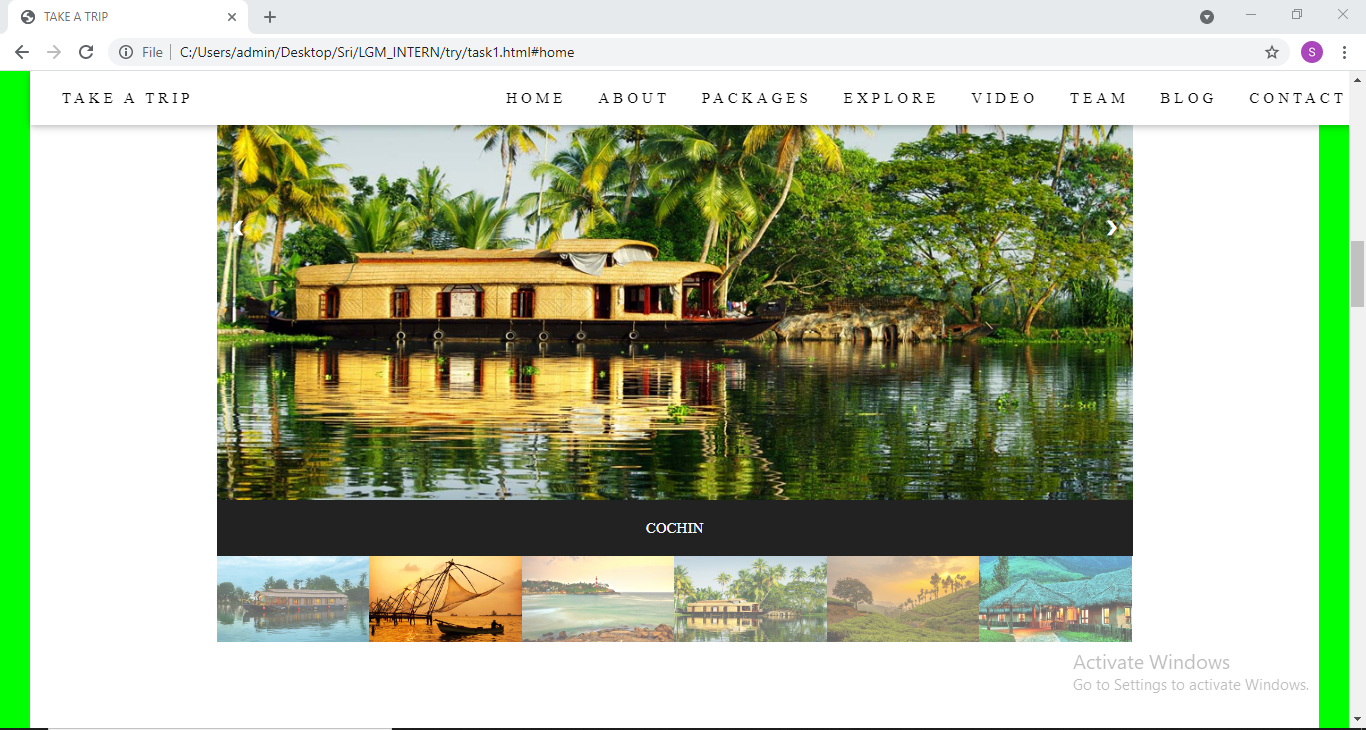 TAKE A TRIP
File C:/Users/admin/Desktop/Sri/LGM_INTERN/try/task1.html#home
S
TAKE A TRIP HOME ABOUT PACKAGES EXPLORE VIDEO TEAM BLOG CONTACT
COCHIN
Activate Windows
Go to Settings to activate Windows.